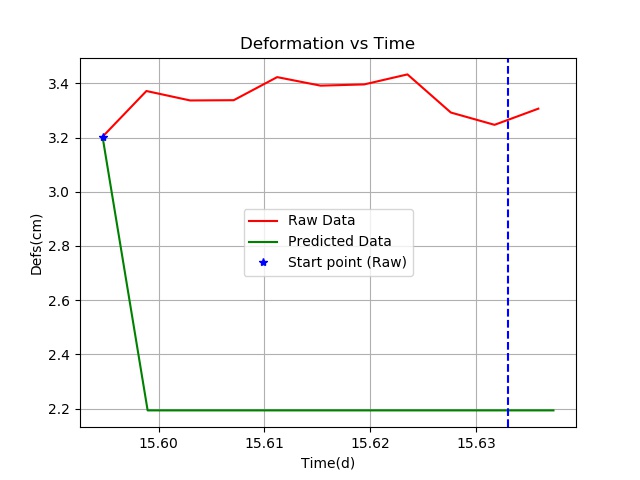 Deformation vs Time
Defs(cm)
3.4
3.2
3.0
2.8
2.6
2.4
2.2
Raw Data
Predicted Data
Start point (Raw)
15.60 15.61 15.62 15.63
Time(d)